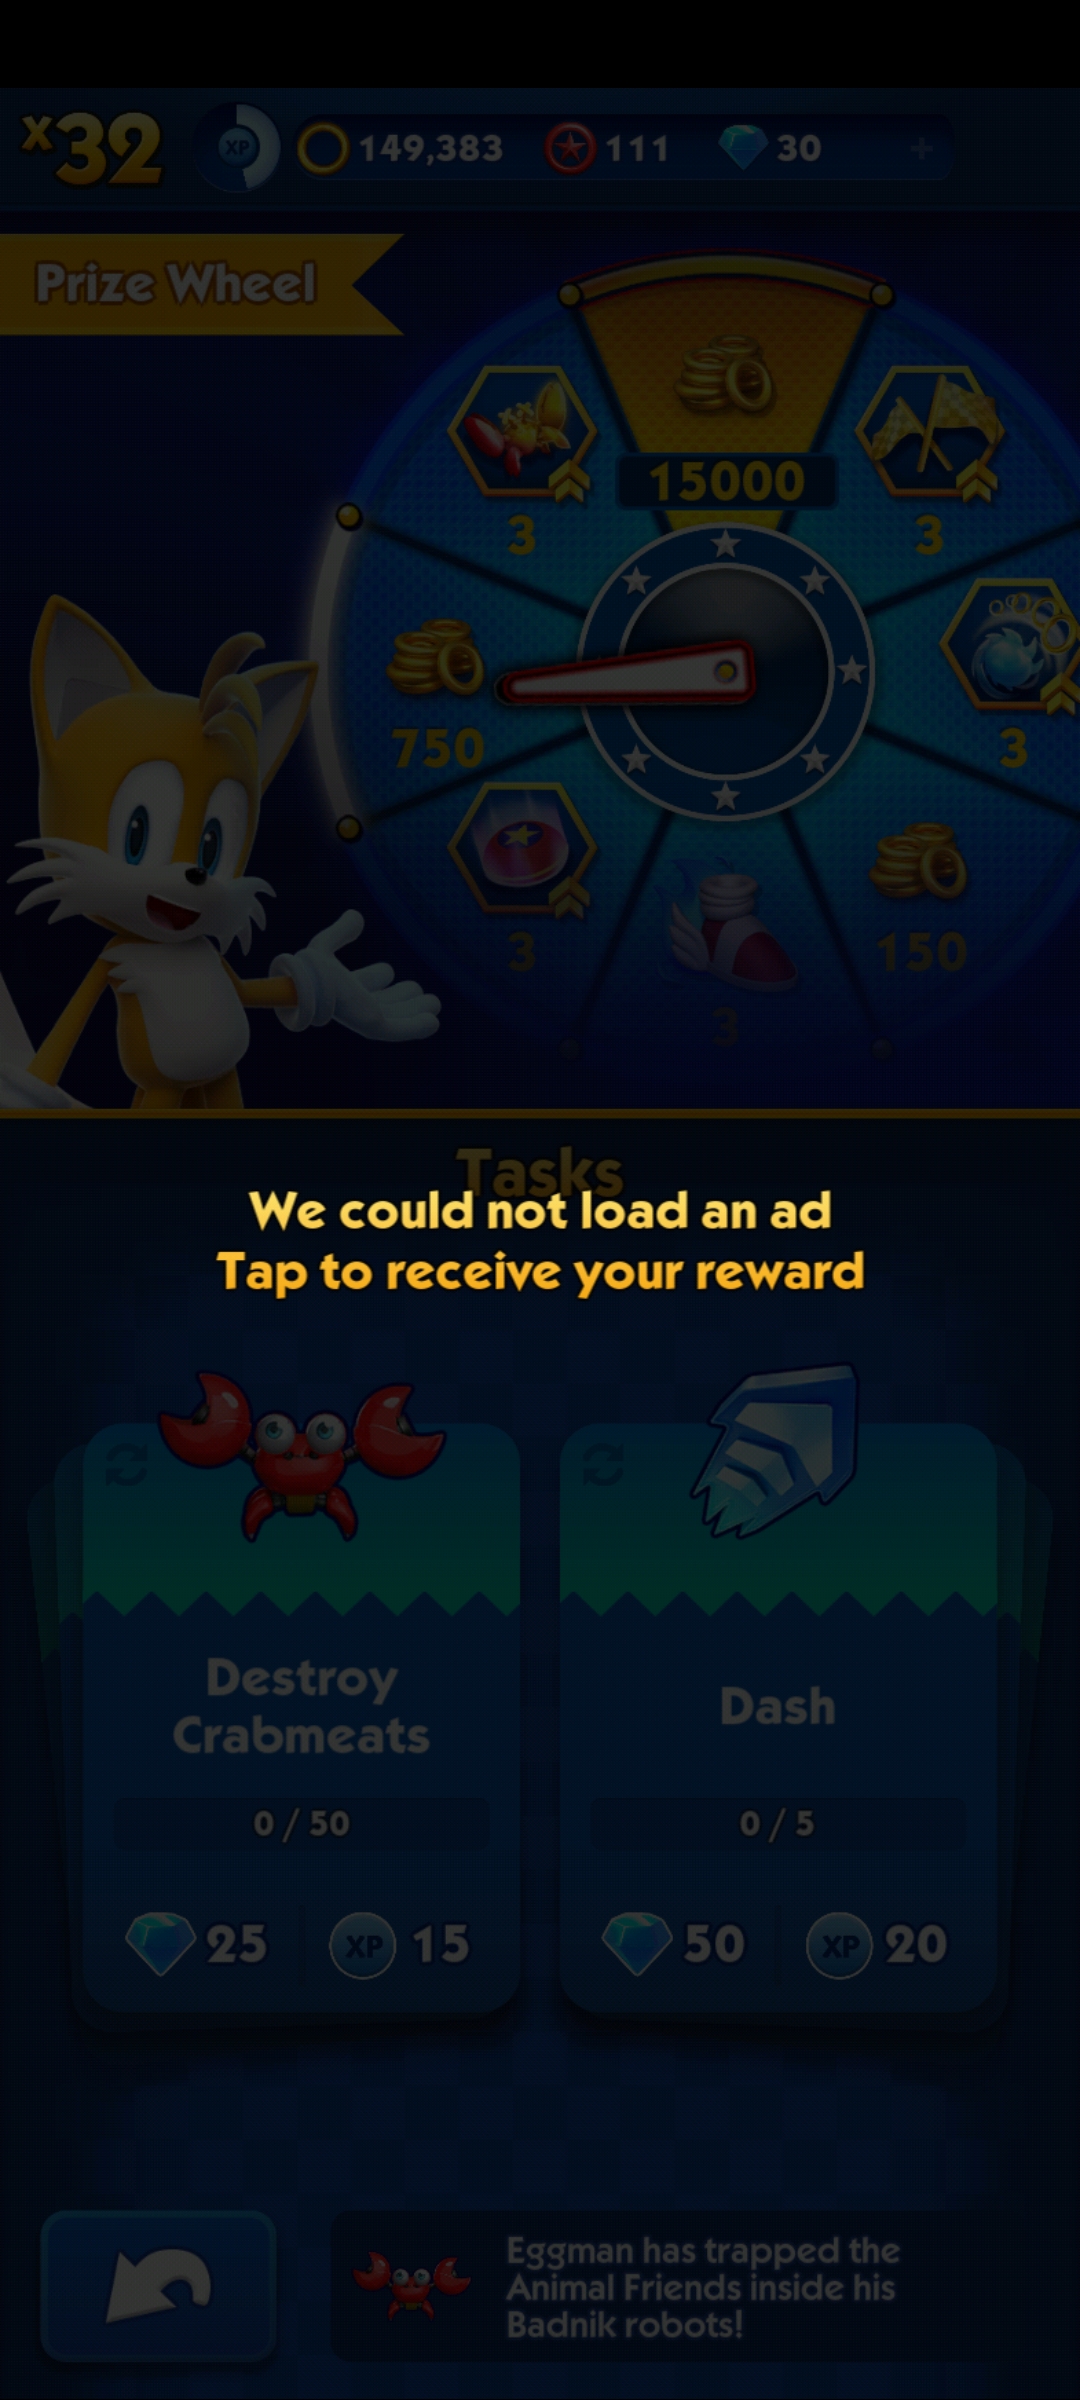 x32
XP
149,383
111
30
+
Prize Wheel
15000
3
3
750
3
3
150
3
Tasks
We could not load an ad
Tap to receive your reward
Destroy
Crabmeats
0 / 50
25
XP
15
Dash
0 / 5
50
XP
20
Eggman has trapped the
Animal Friends inside his
Badnik robots!